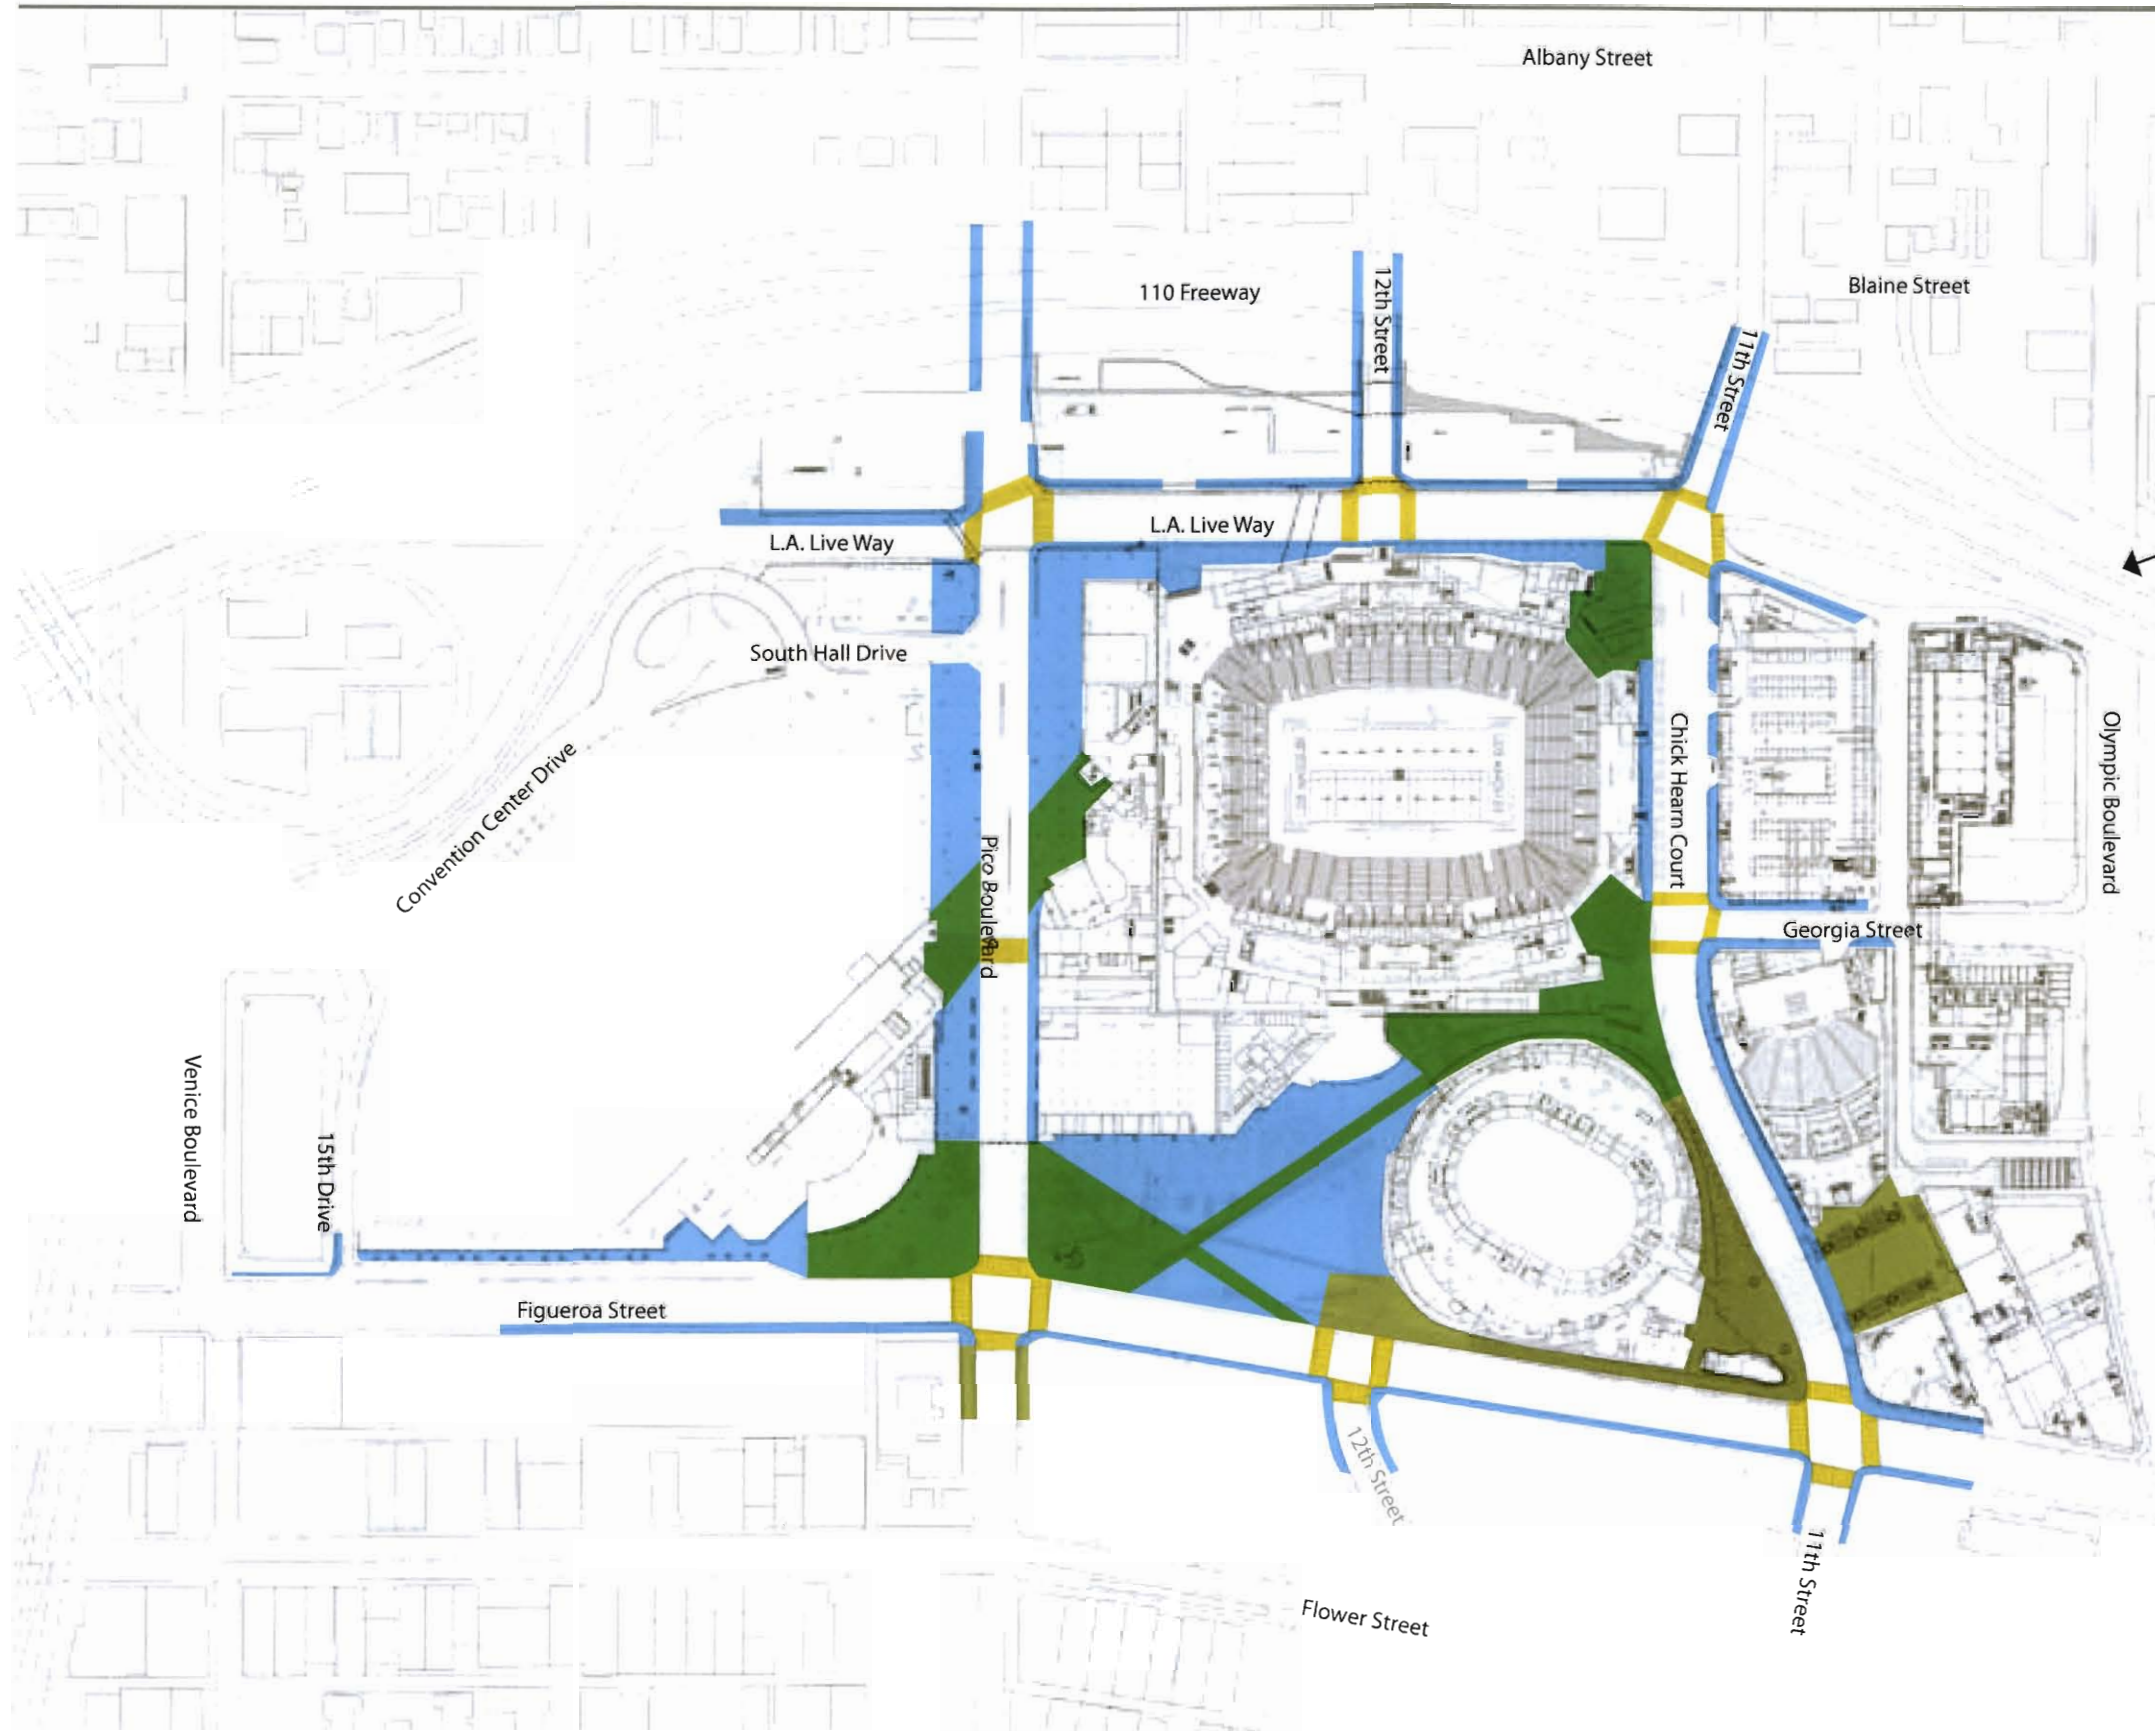 Albany Street
110 Freeway
12th Street
Blaine Street
11th Street
L.A. Live Way
L.A. Live Way
South Hall Drive
Convention Center Drive
Pico Boulevard
Chick Hearn Court
Olympic Boulevard
Georgia Street
Venice Boulevard
15th Drive
Figueroa Street
12th Street
11th Street
Flower Street